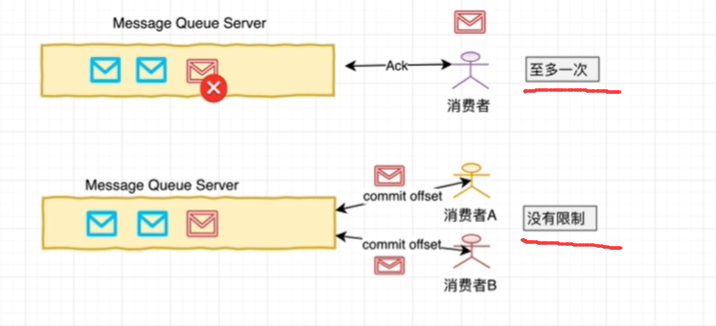 Message Queue Server
Ack
至多一次
消费者
Message Queue Server
commit offset
消费者A
没有限制
commit offset
消费者B